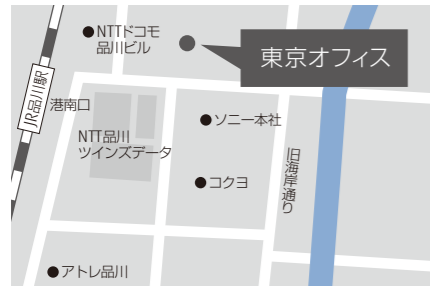 NTTドコモ
品川ビル
東京オフィス
JR品川駅
港南口
ソニー本社
NTT品川
ツインズデータ
旧海岸通り
コクヨ
アトレ品川